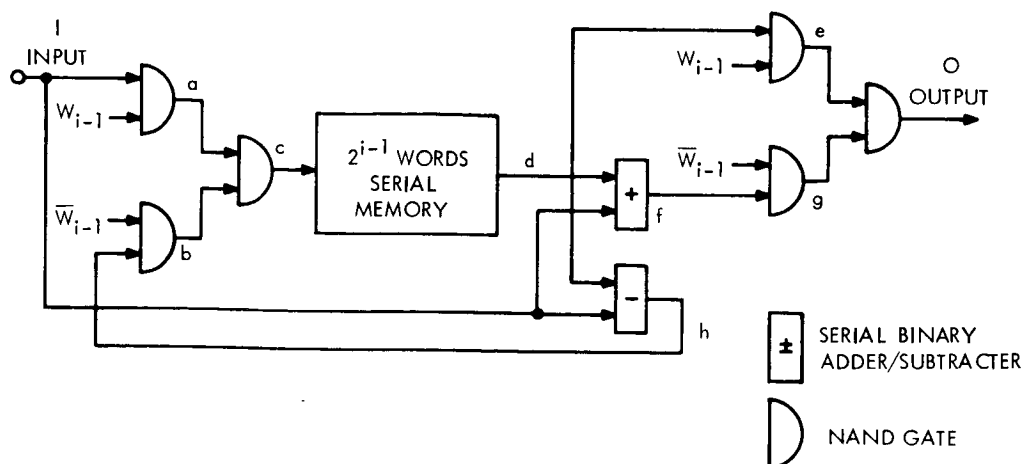 I
INPUT
a
W_{i-1}
W̅_{i-1}
b
c
2^{i-1} WORDS
SERIAL
MEMORY
d
+
f
−
h
e
W_{i-1}
W̅_{i-1}
g
O
OUTPUT
±
SERIAL BINARY
ADDER/SUBTRACTER
NAND GATE